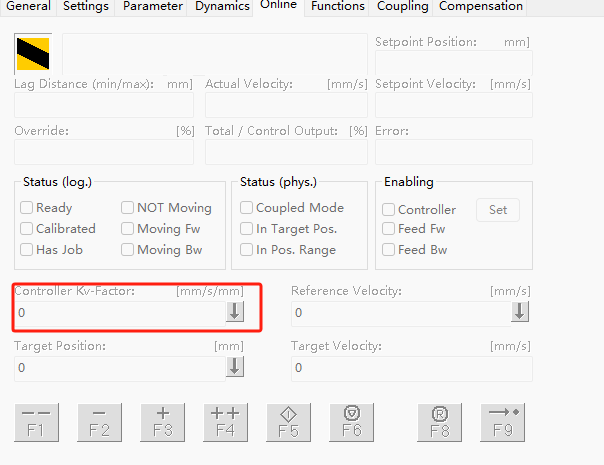 General Settings Parameter Dynamics Online Functions Coupling Compensation
Setpoint Position: mm]
Lag Distance (min/max): mm] Actual Velocity: [mm/s] Setpoint Velocity: [mm/s]
Override: [%] Total / Control Output: [%] Error:
Status (log.) Status (phys.) Enabling
Ready NOT Moving Coupled Mode Controller Set
Calibrated Moving Fw In Target Pos. Feed Fw
Has Job Moving Bw In Pos. Range Feed Bw
Controller Kv-Factor: [mm/s/mm] Reference Velocity: [mm/s]
0 0
Target Position: [mm] Target Velocity: [mm/s]
0 0
-- - + ++
F1 F2 F3 F4 F5 F6 F8 F9
R